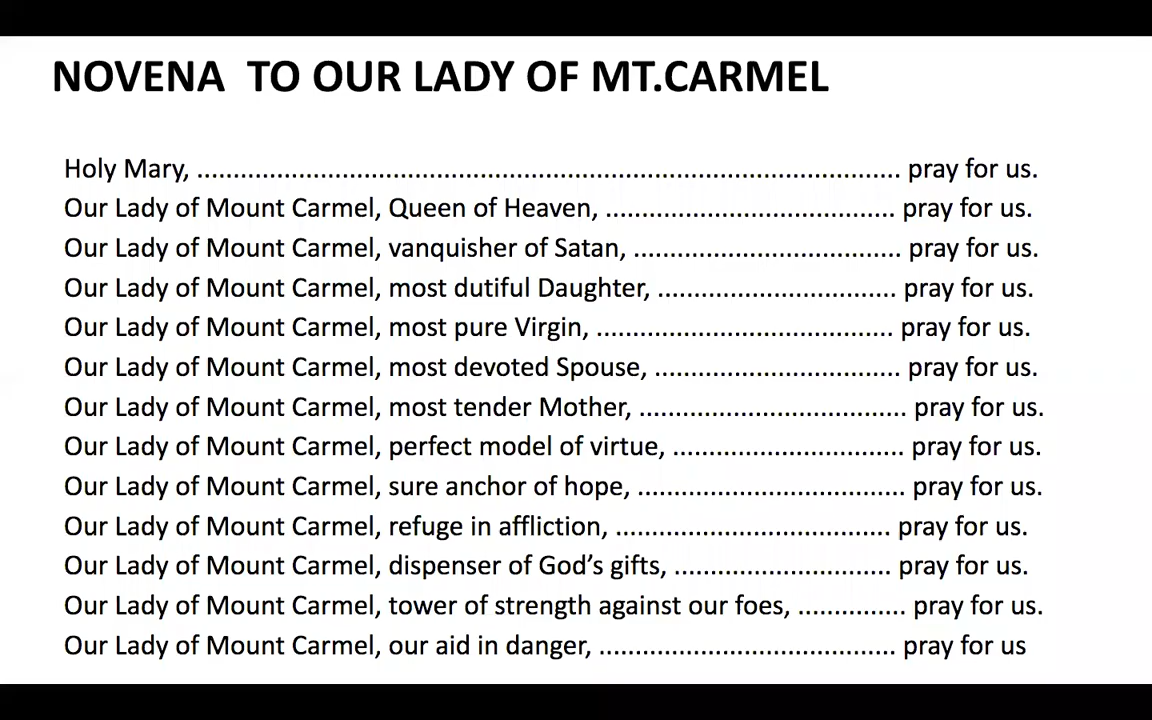 NOVENA  TO OUR LADY OF MT.CARMEL
Holy Mary, ................................................................................................. pray for us.
Our Lady of Mount Carmel, Queen of Heaven, ........................................ pray for us.
Our Lady of Mount Carmel, vanquisher of Satan, ..................................... pray for us.
Our Lady of Mount Carmel, most dutiful Daughter, ................................. pray for us.
Our Lady of Mount Carmel, most pure Virgin, ......................................... pray for us.
Our Lady of Mount Carmel, most devoted Spouse, .................................. pray for us.
Our Lady of Mount Carmel, most tender Mother, ..................................... pray for us.
Our Lady of Mount Carmel, perfect model of virtue, ................................ pray for us.
Our Lady of Mount Carmel, sure anchor of hope, ..................................... pray for us.
Our Lady of Mount Carmel, refuge in affliction, ...................................... pray for us.
Our Lady of Mount Carmel, dispenser of God’s gifts, .............................. pray for us.
Our Lady of Mount Carmel, tower of strength against our foes, ............... pray for us.
Our Lady of Mount Carmel, our aid in danger, ......................................... pray for us